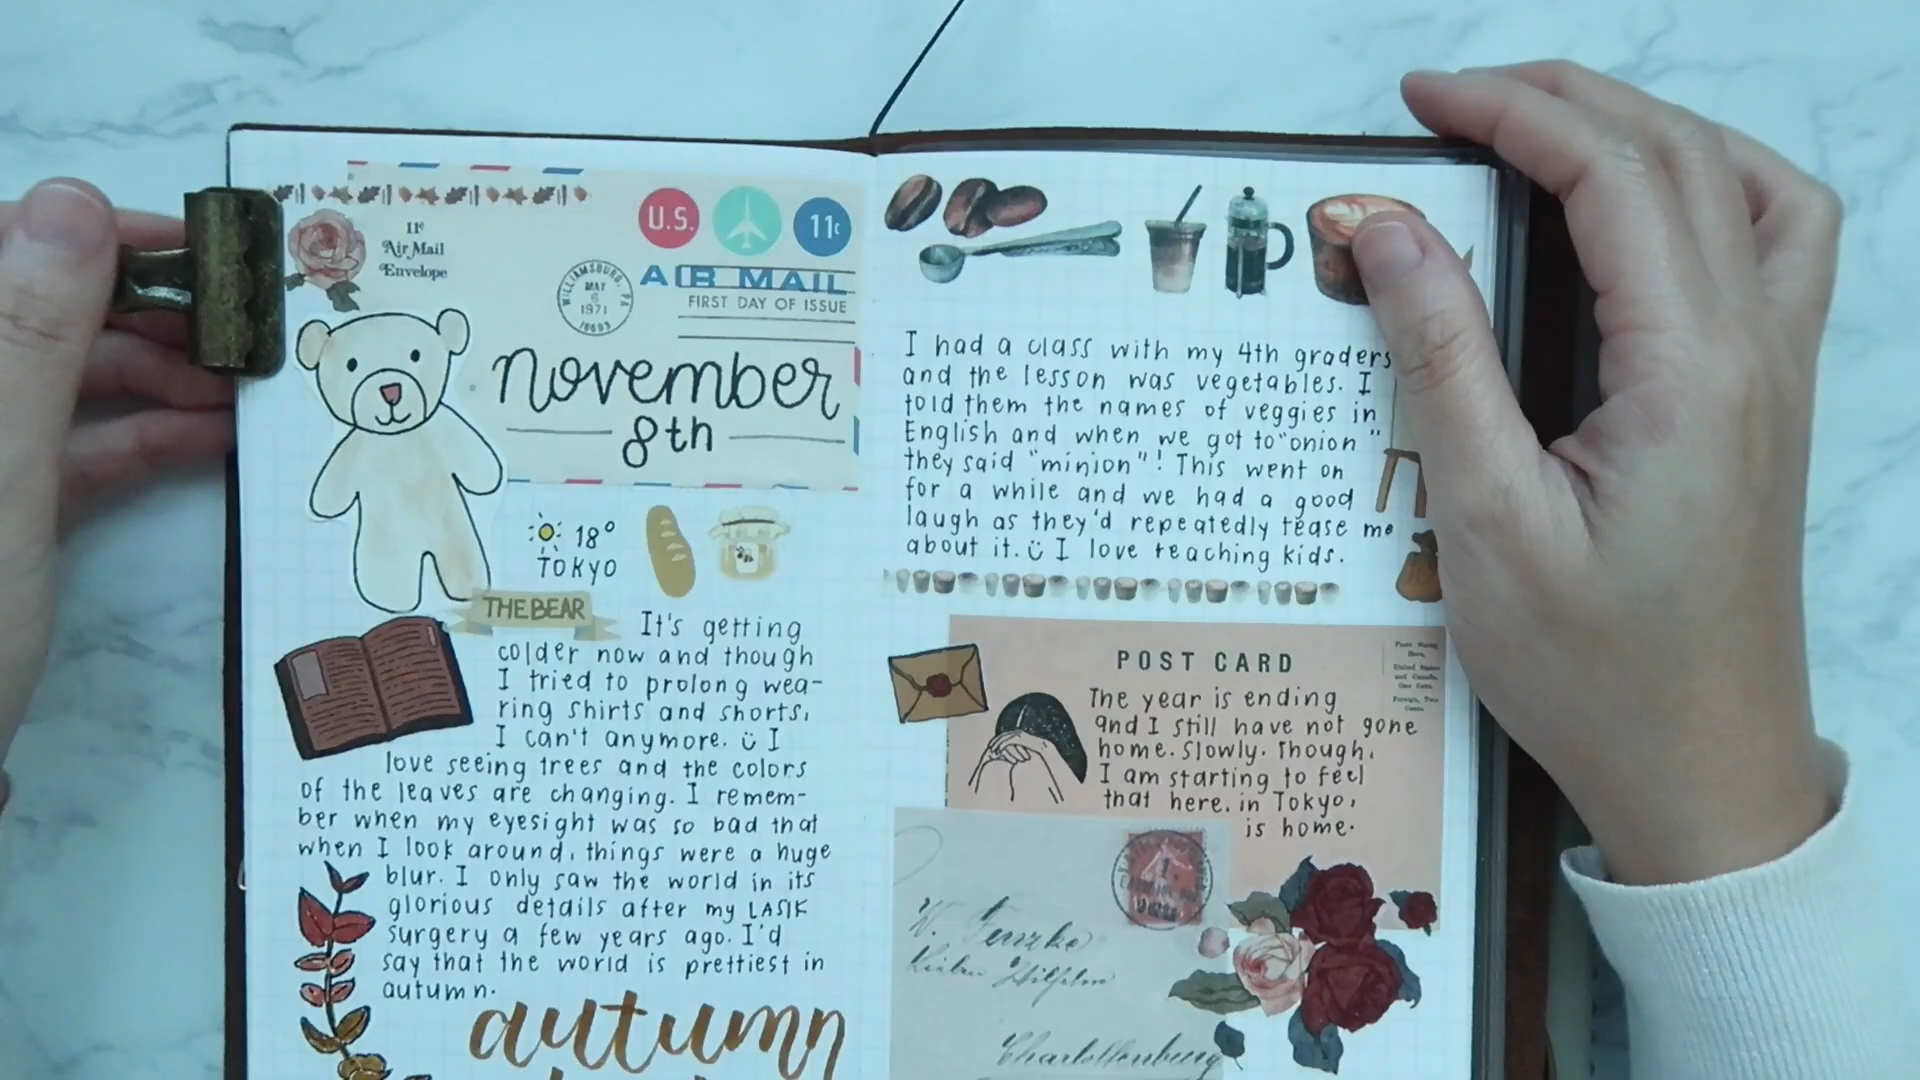 11¢
Air Mail
Envelope
U.S.
11c
AIR MAIL
FIRST DAY OF ISSUE
WILLIAMSBURG, PA
MAY
6
1971
november
8th
18°
TOKYO
THE BEAR
It's getting
colder now and though
I tried to prolong wea-
ring shirts and shorts,
I can't anymore. I
love seeing trees and the colors
of the leaves are changing. I remem-
ber when my eyesight was so bad that
when I look around, things were a huge
blur. I only saw the world in its
glorious details after my LASIK
surgery a few years ago. I'd
say that the world is prettiest in
autumn.
autumn
I had a class with my 4th graders
and the lesson was vegetables. I
told them the names of veggies in
English and when we got to "onion"
they said "minion"! This went on
for a while and we had a good
laugh as they'd repeatedly tease me
about it. I love teaching kids.
POST CARD
The year is ending
and I still have not gone
home. Slowly. Though,
I am starting to feel
that here, in Tokyo,
is home.
Charlottenburg